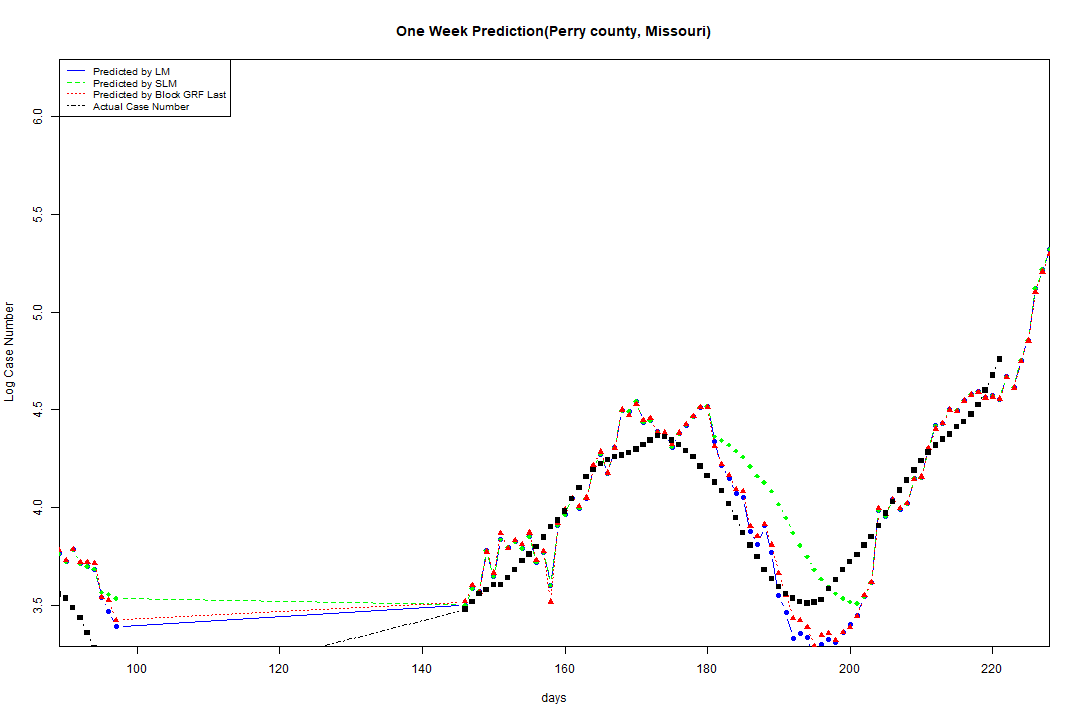 One Week Prediction(Perry county, Missouri)
Predicted by LM
Predicted by SLM
Predicted by Block GRF Last
Actual Case Number
6.0
5.5
5.0
4.5
4.0
3.5
Log Case Number
100 120 140 160 180 200 220
days